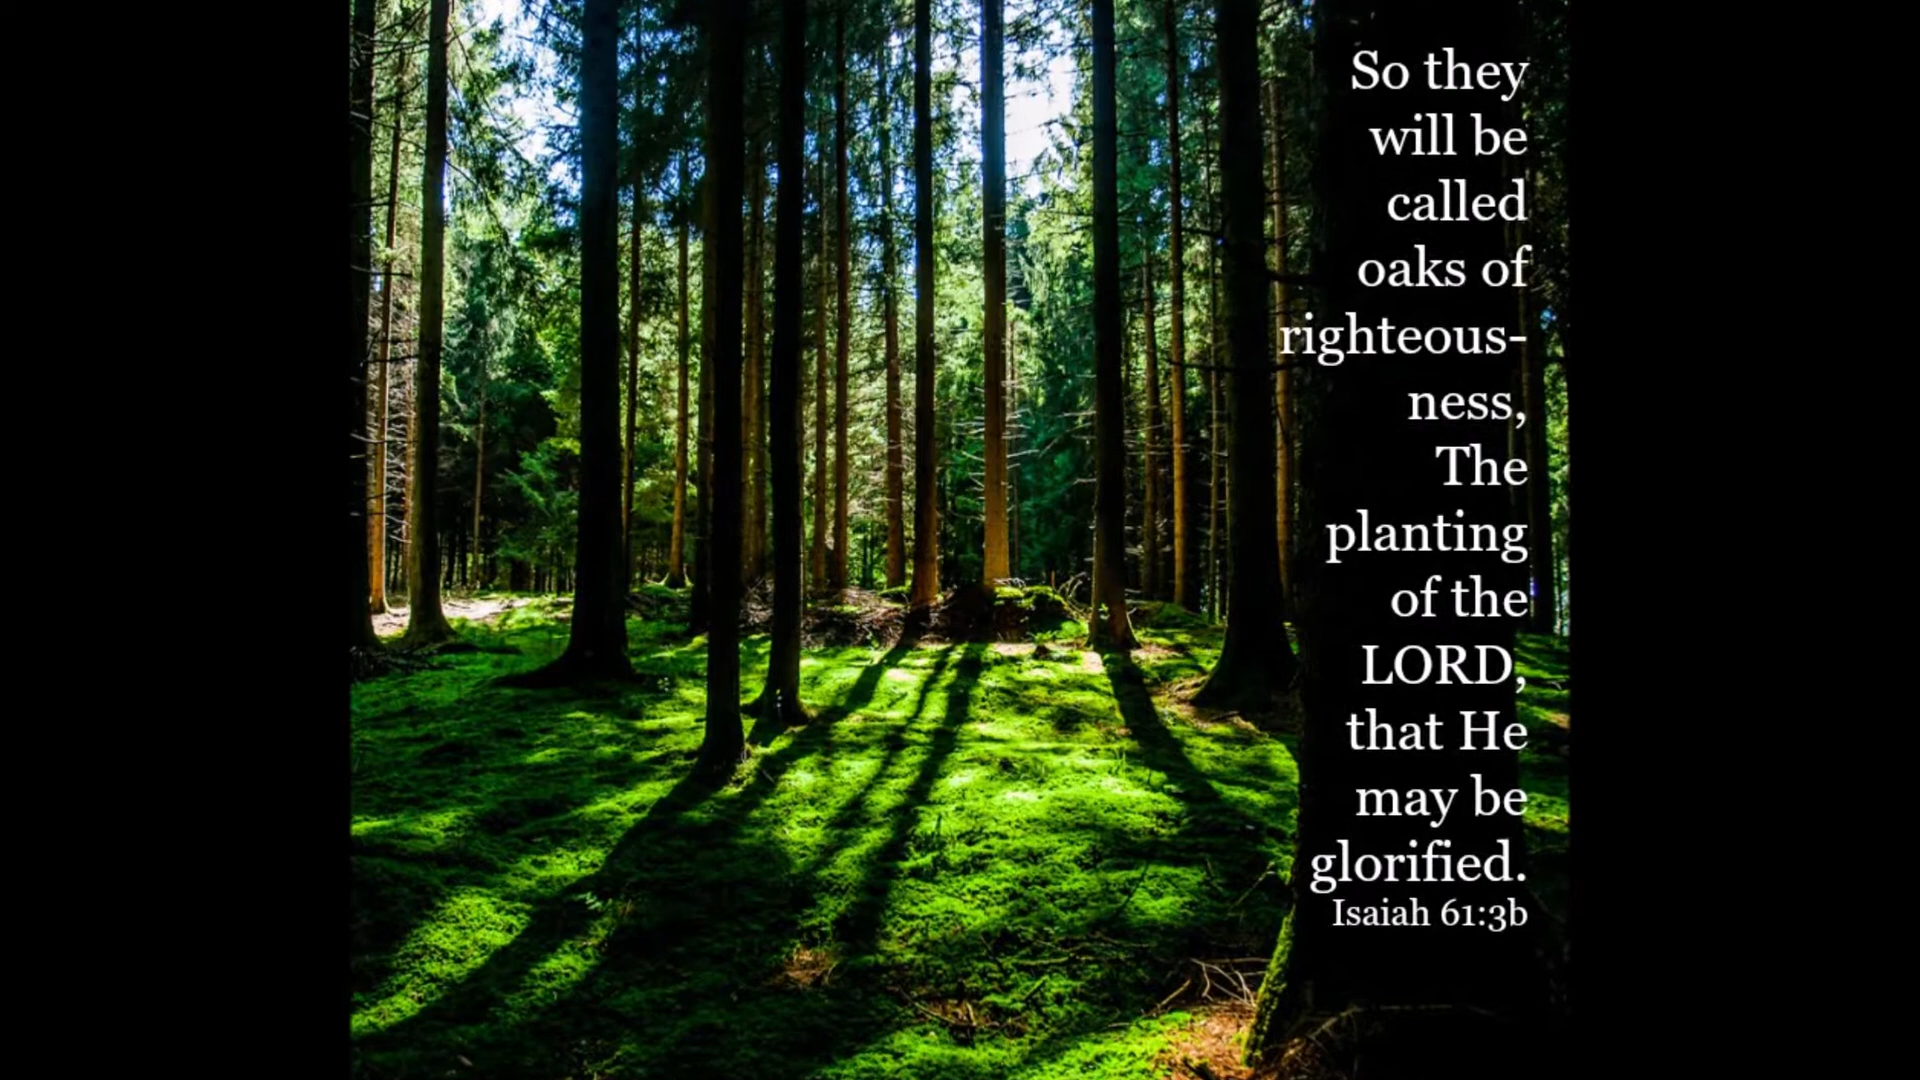 So they
will be
called
oaks of
righteous-
ness,
The
planting
of the
LORD,
that He
may be
glorified.
Isaiah 61:3b